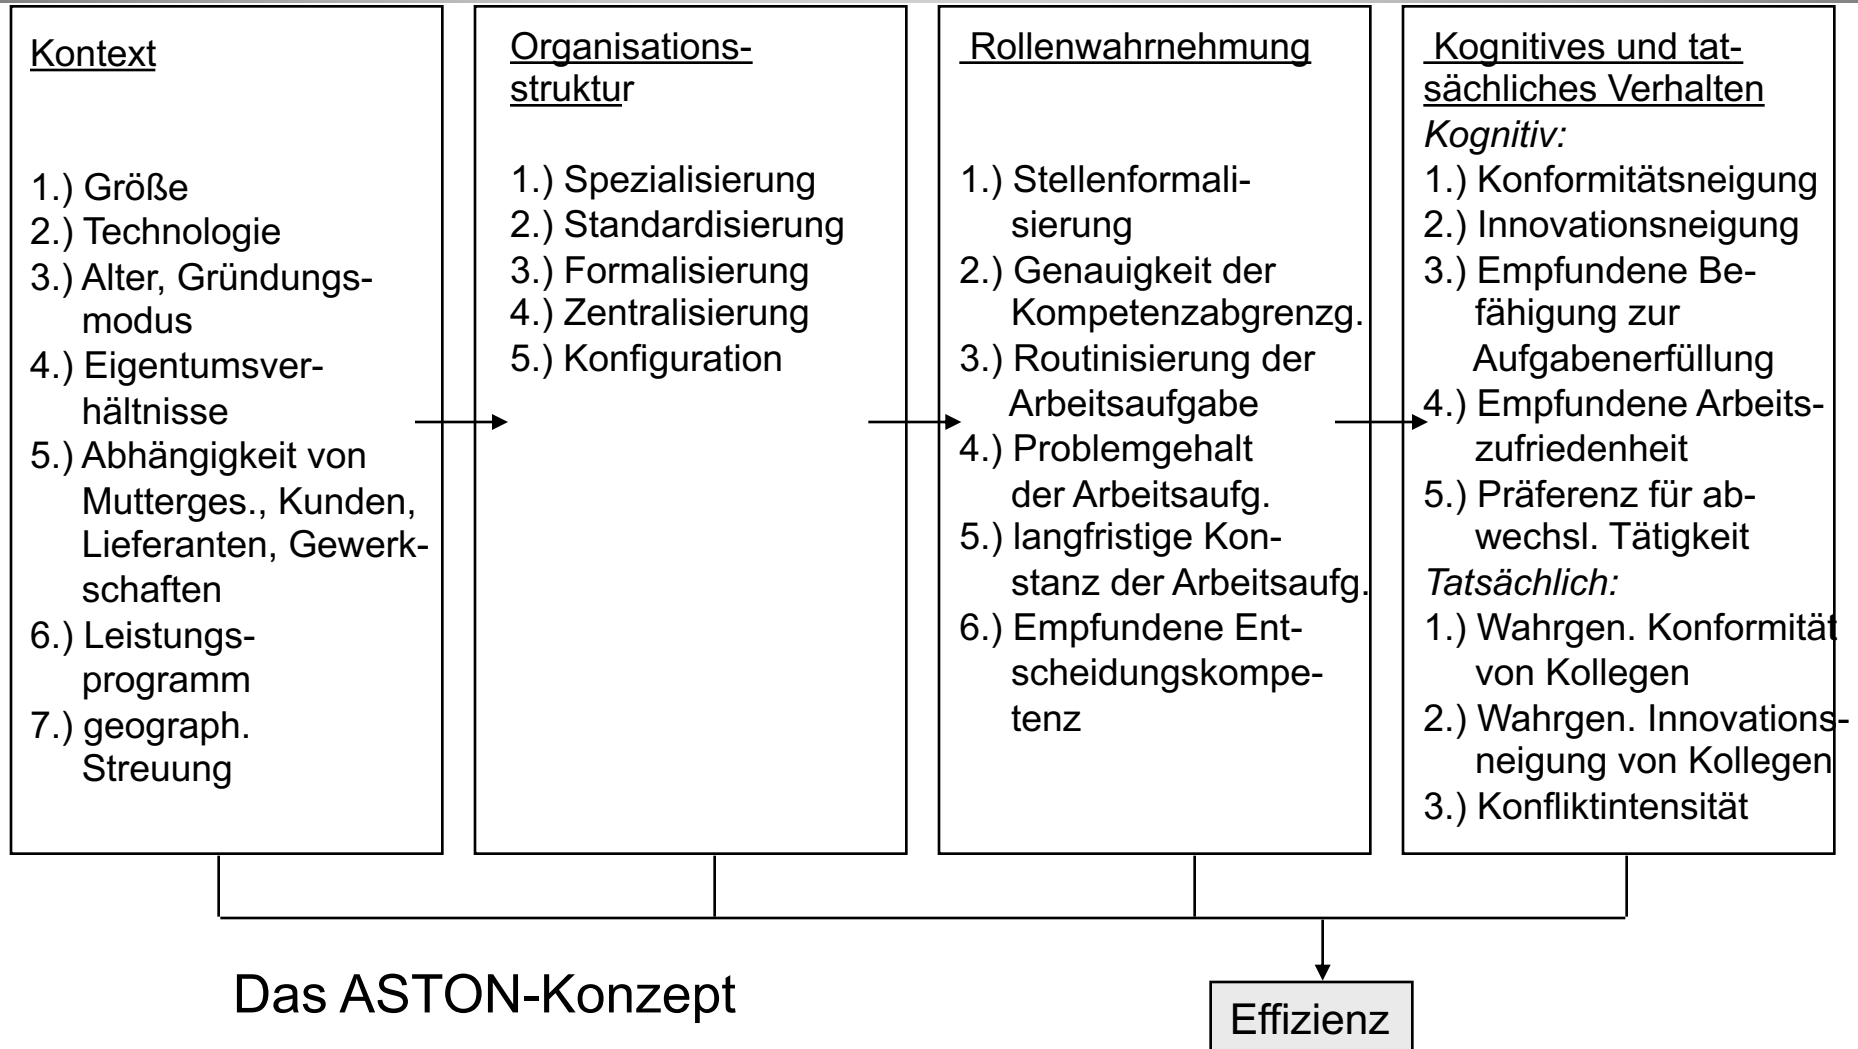 Kontext
1.) Größe
2.) Technologie
3.) Alter, Gründungs-
modus
4.) Eigentumsver-
hältnisse
5.) Abhängigkeit von
Mutterges., Kunden,
Lieferanten, Gewerk-
schaften
6.) Leistungs-
programm
7.) geograph.
Streuung
Organisations-
struktur
1.) Spezialisierung
2.) Standardisierung
3.) Formalisierung
4.) Zentralisierung
5.) Konfiguration
Rollenwahrnehmung
1.) Stellenformali-
sierung
2.) Genauigkeit der
Kompetenzabgrenzg.
3.) Routinisierung der
Arbeitsaufgabe
4.) Problemgehalt
der Arbeitsaufg.
5.) langfristige Kon-
stanz der Arbeitsaufg.
6.) Empfundene Ent-
scheidungskompe-
tenz
Kognitives und tat-
sächliches Verhalten
Kognitiv:
1.) Konformitätsneigung
2.) Innovationsneigung
3.) Empfundene Be-
fähigung zur
Aufgabenerfüllung
4.) Empfundene Arbeits-
zufriedenheit
5.) Präferenz für ab-
wechsl. Tätigkeit
Tatsächlich:
1.) Wahrgen. Konformität
von Kollegen
2.) Wahrgen. Innovations-
neigung von Kollegen
3.) Konfliktintensität
Das ASTON-Konzept
Effizienz